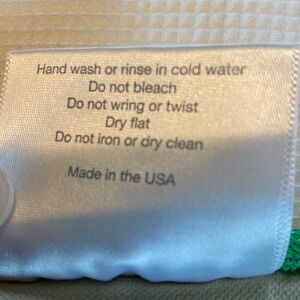 Hand wash or rinse in cold water
Do not bleach
Do not wring or twist
Dry flat
Do not iron or dry clean
Made in the USA